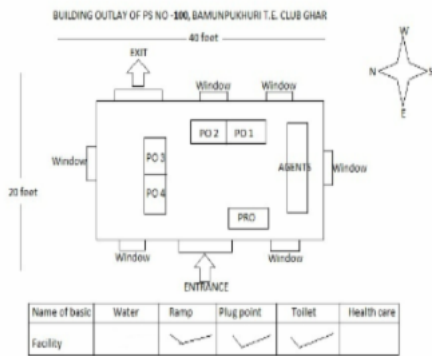 BUILDING OUTLAY OF PS NO -100, BAMUNPUKHURI T.E. CLUB GHAR
40 feet
EXIT
W
N S
E
Window Window
PO 2 PO 1
PO 3
PO 4
AGENTS
Window
Window
20 feet
PRO
Window Window
ENTRANCE
Name of basic Water Ramp Plug point Toilet Health care
Facility